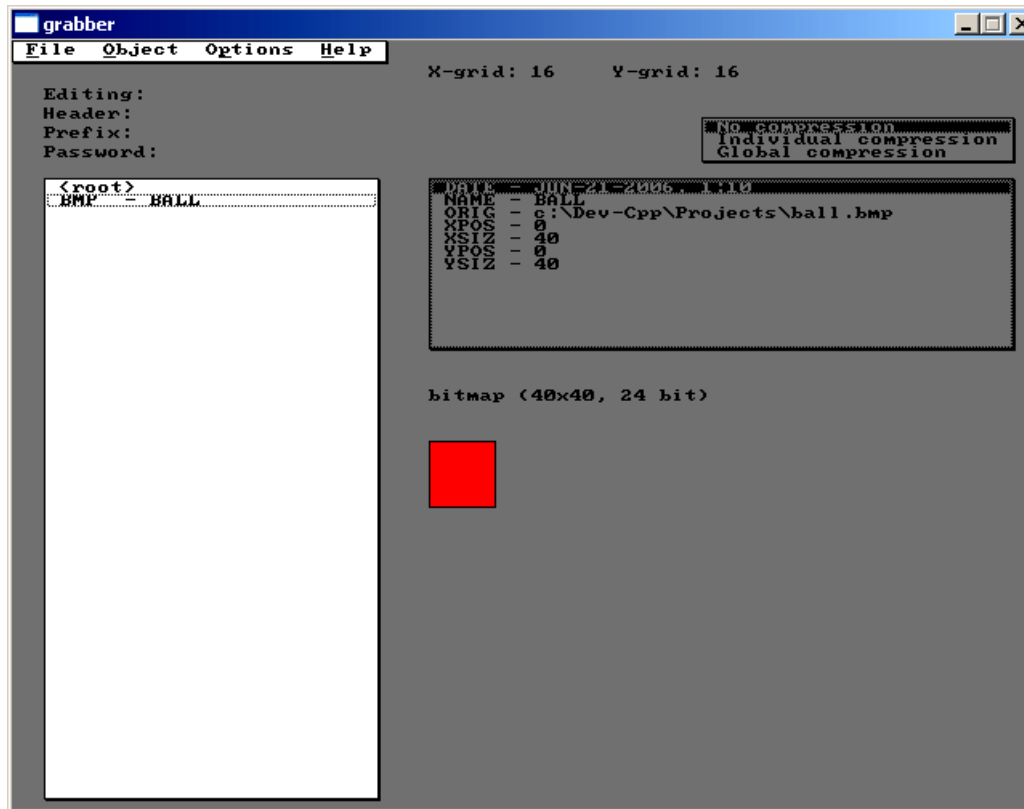 grabber
File Object Options Help
X-grid: 16 Y-grid: 16
Editing:
Header:
Prefix:
Password:
No compression
Individual compression
Global compression
<root>
BMP - BALL
DATE - JUN-21-2006, 1:10
NAME - BALL
ORIG - c:\Dev-Cpp\Projects\ball.bmp
XPOS - 0
XSIZ - 40
YPOS - 0
YSIZ - 40
bitmap (40x40, 24 bit)